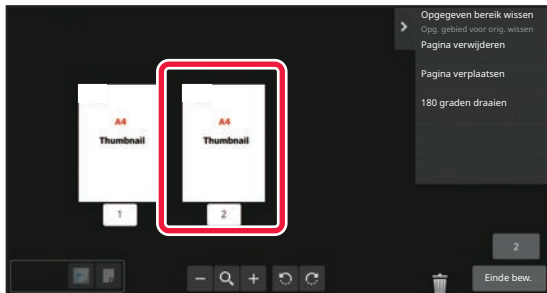 Opgegeven bereik wissen
Opg. gebied voor orig. wissen
Pagina verwijderen
Pagina verplaatsen
180 graden draaien
A4
Thumbnail
A4
Thumbnail
1
2
2
Einde bew.